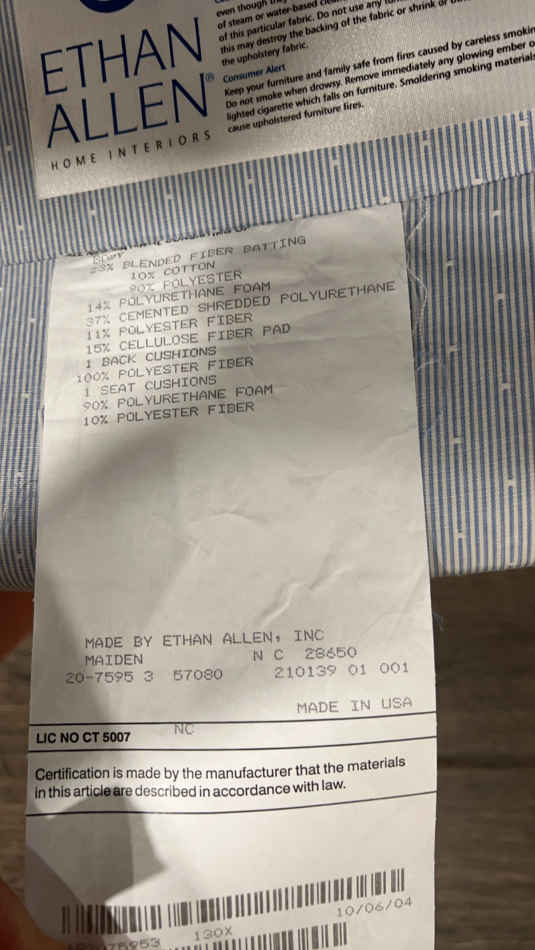 even though
of steam or water-based
of this particular fabric. Do not use any
this may destroy the backing of the fabric or shrink or
the upholstery fabric.
Consumer Alert
Keep your furniture and family safe from fires caused by careless
Do not smoke when drowsy. Remove immediately any glowing ember
lighted cigarette which falls on furniture. Smoldering smoking
cause upholstered furniture fires.
ETHAN
ALLEN®
HOME INTERIORS
BODY
23% BLENDED FIBER BATTING
10% COTTON
90% POLYESTER
14% POLYURETHANE FOAM
37% CEMENTED SHREDDED POLYURETHANE
11% POLYESTER FIBER
15% CELLULOSE FIBER PAD
1 BACK CUSHIONS
100% POLYESTER FIBER
1 SEAT CUSHIONS
90% POLYURETHANE FOAM
10% POLYESTER FIBER
MADE BY ETHAN ALLEN, INC
MAIDEN N C 28650
20-7595 3 57080 210139 01 001
MADE IN USA
NC
LIC NO CT 5007
Certification is made by the manufacturer that the materials
in this article are described in accordance with law.
130X 10/06/04